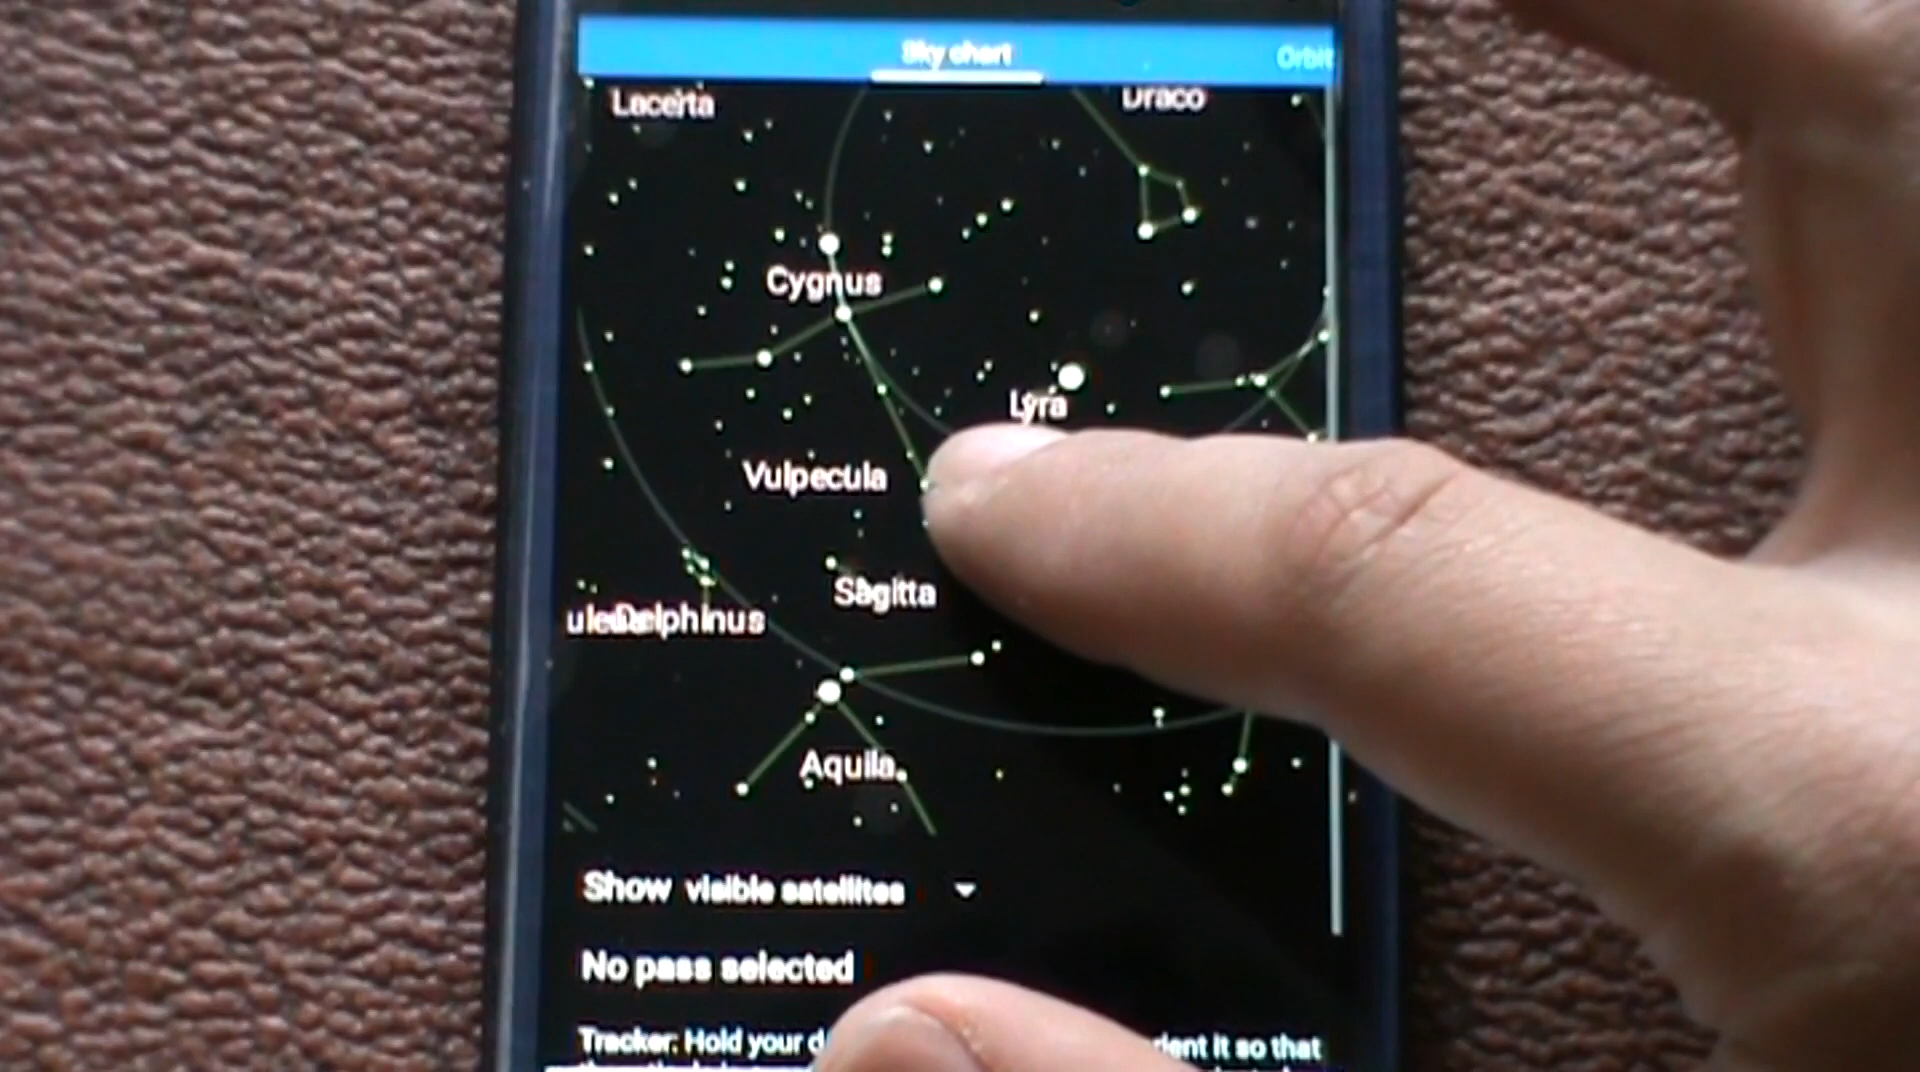 Sky chart
Orbit
Lacerta
Draco
Cygnus
Lyra
Vulpecula
Sagitta
Delphinus
Aquila
Show visible satellites
No pass selected
Tracker: Hold your it so that